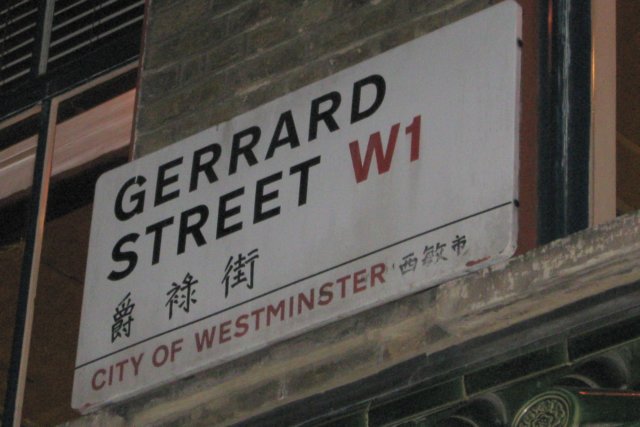 GERRARD
STREET W1
爵祿街
CITY OF WESTMINSTER 西敏市